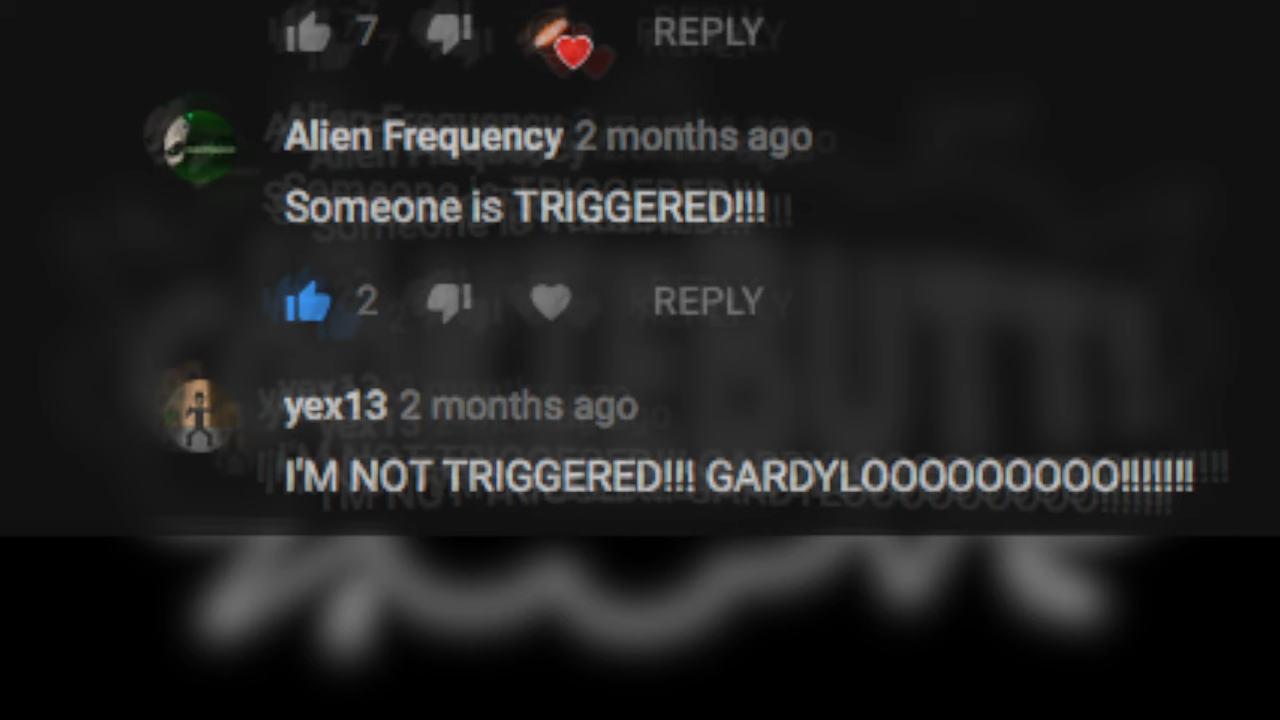 7 REPLY
Alien Frequency 2 months ago
Someone is TRIGGERED!!!
2 REPLY
yex13 2 months ago
I'M NOT TRIGGERED!!! GARDYLOOOOOOOOOO!!!!!!!